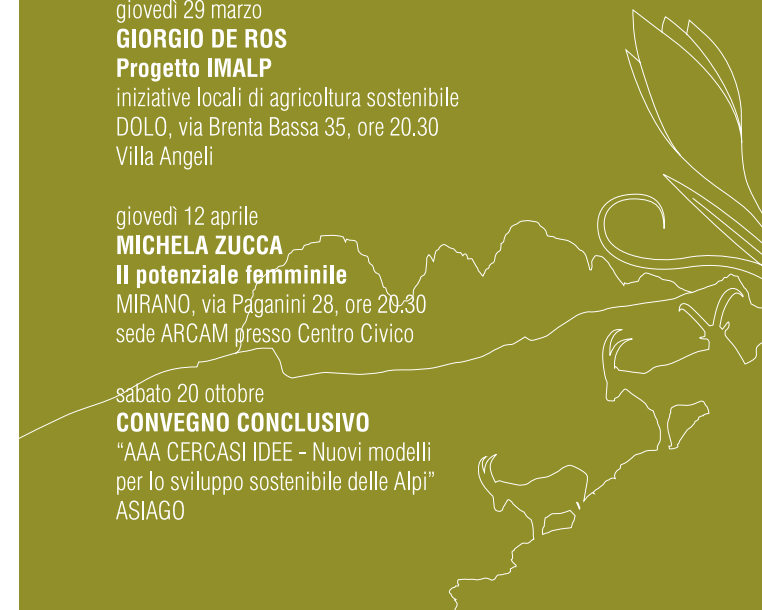 giovedì 29 marzo
GIORGIO DE ROS
Progetto IMALP
iniziative locali di agricoltura sostenibile
DOLO, via Brenta Bassa 35, ore 20.30
Villa Angeli
giovedì 12 aprile
MICHELA ZUCCA
Il potenziale femminile
MIRANO, via Paganini 28, ore 20:30
sede ARCAM presso Centro Civico
sabato 20 ottobre
CONVEGNO CONCLUSIVO
“AAA CERCASI IDEE - Nuovi modelli
per lo sviluppo sostenibile delle Alpi”
ASIAGO